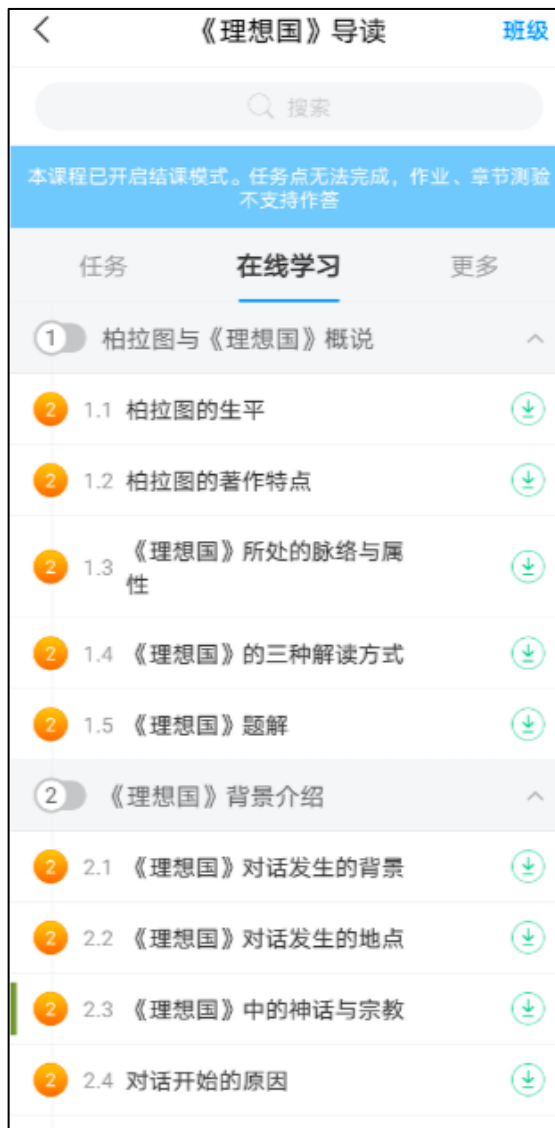 《理想国》导读 班级
搜索
本课程已开启结课模式。任务点无法完成，作业、章节测验
不支持作答
任务 在线学习 更多
1 柏拉图与《理想国》概说
2 1.1 柏拉图的生平
2 1.2 柏拉图的著作特点
2 1.3 《理想国》所处的脉络与属
性
2 1.4 《理想国》的三种解读方式
2 1.5 《理想国》题解
2 《理想国》背景介绍
2 2.1 《理想国》对话发生的背景
2 2.2 《理想国》对话发生的地点
2 2.3 《理想国》中的神话与宗教
2 2.4 对话开始的原因